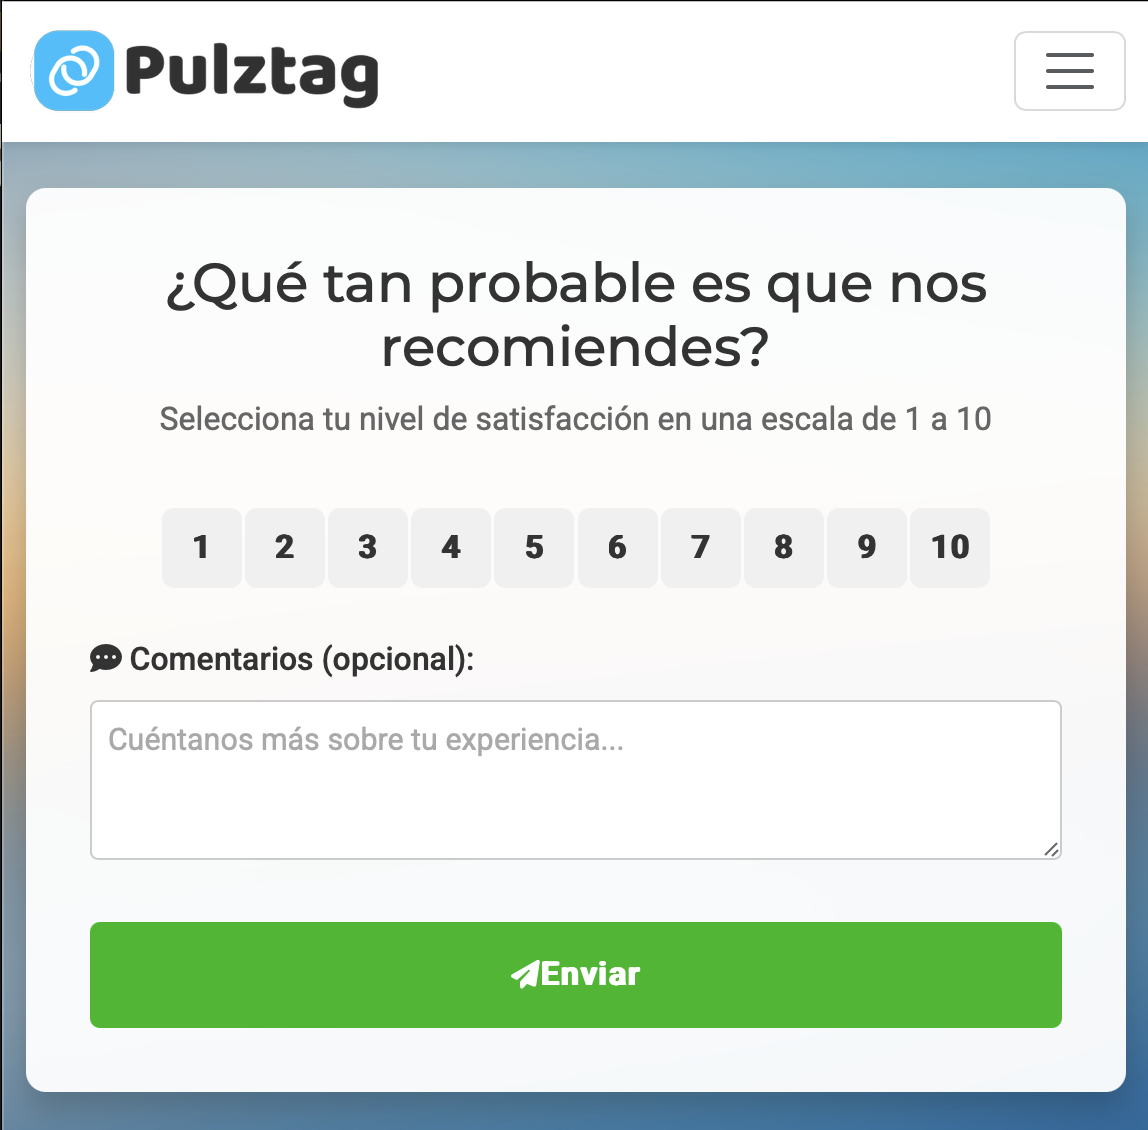 Pulztag
¿Qué tan probable es que nos
recomiendes?
Selecciona tu nivel de satisfacción en una escala de 1 a 10
1 2 3 4 5 6 7 8 9 10
Comentarios (opcional):
Cuéntanos más sobre tu experiencia...
Enviar